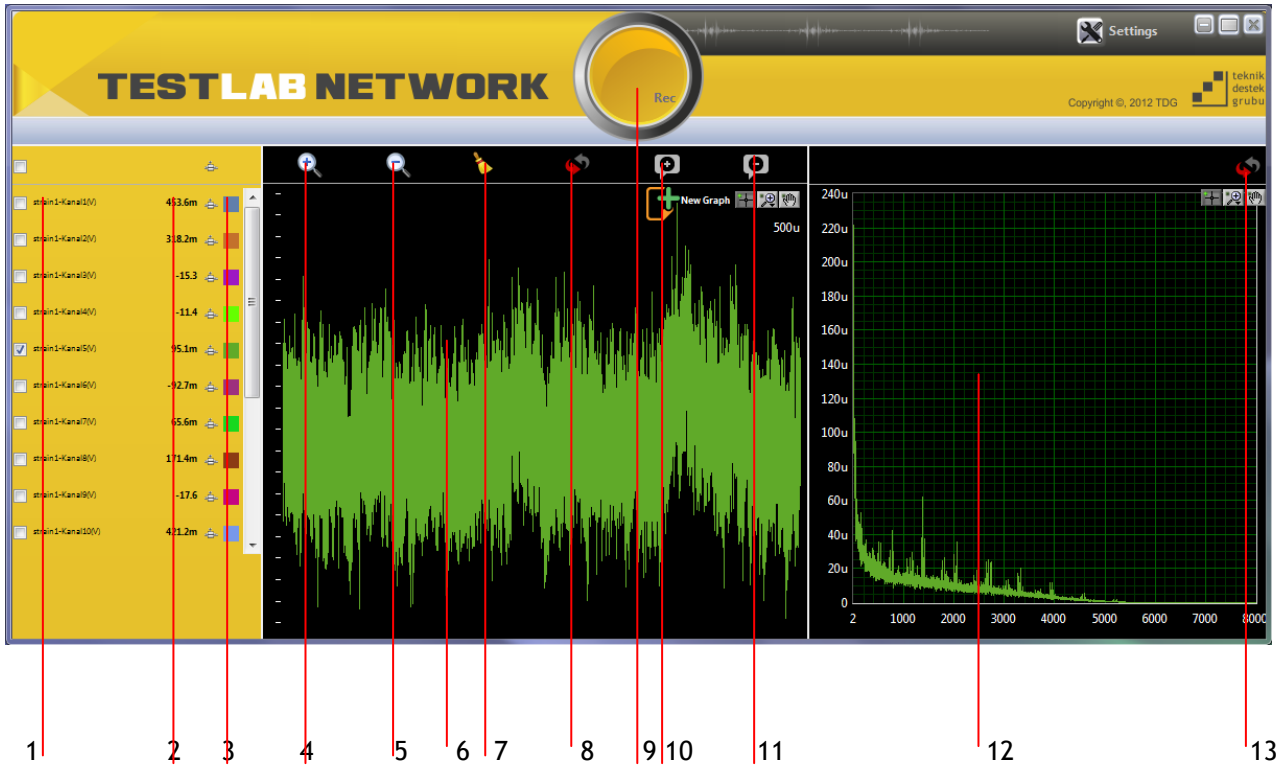 Settings
TESTLAB NETWORK
Rec
Copyright ©, 2012 TDG
teknik
destek
grubu
strain1-Kanal1(V) 453.6m
strain1-Kanal2(V) 318.2m
strain1-Kanal3(V) -15.3
strain1-Kanal4(V) -11.4
strain1-Kanal5(V) 95.1m
strain1-Kanal6(V) -92.7m
strain1-Kanal7(V) 65.6m
strain1-Kanal8(V) 171.4m
strain1-Kanal9(V) -17.6
strain1-Kanal10(V) 421.2m
New Graph
500u
240u
220u
200u
180u
160u
140u
120u
100u
80u
60u
40u
20u
0
2 1000 2000 3000 4000 5000 6000 7000 8000
1 2 3 4 5 6 7 8 9 10 11 12 13